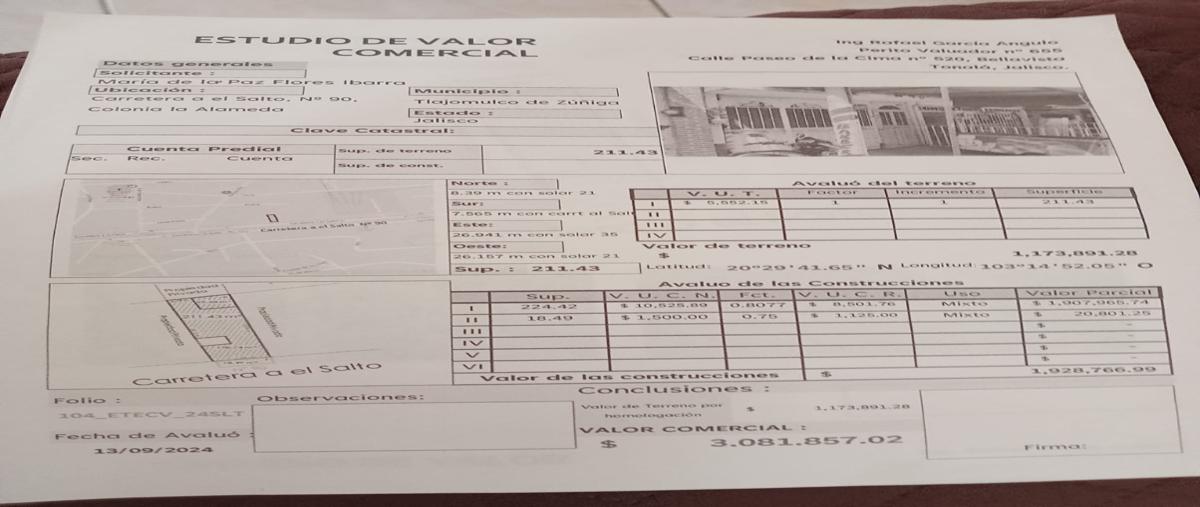 ESTUDIO DE VALOR
COMERCIAL
Ing Rafael García Angulo
Perito Valuador nº 655
Calle Paseo de la Cima nº 520, Bellavista
Tonalá, Jalisco.
Datos generales
Solicitante :
María de la Paz Flores Ibarra
Ubicación :
Carretera a el Salto, Nº 90,
Colonia la Alameda
Municipio :
Tlajomulco de Zúñiga
Estado :
Jalisco
Clave Catastral:
Cuenta Predial
Sec. Rec. Cuenta
Sup. de terreno 211.43
Sup. de const.
Carretera a el Salto Nº 90
Norte :
8.39 m con solar 21
Sur:
7.565 m con carrt al Salt
Este:
26.941 m con solar 35
Oeste:
26.157 m con solar 21
Sup. : 211.43
Avaluó del terreno
V. U. T. Factor Incremento Superficie
I $ 5,552.15 1 1 211.43
II
III
IV
Valor de terreno
$ 1,173,891.28
Latitud: 20°29'41.65" N Longitud: 103°14'52.05" O
Propiedad
Privada
211.43 m
Carretera a el Salto
Avaluo de las Construcciones
Sup. V. U. C. N. Fct. V. U. C. R. Uso Valor Parcial
I 224.42 $ 10,525.89 0.8077 $ 8,501.76 Mixto $ 1,907,965.74
II 18.49 $ 1,500.00 0.75 $ 1,125.00 Mixto $ 20,801.25
III $ -
IV $ -
V $ -
VI $ -
Valor de las construcciones $ 1,928,766.99
Folio :
104_ETECV_24SLT
Fecha de Avaluó :
13/09/2024
Observaciones:
Conclusiones :
Valor de Terreno por
homologación $ 1,173,891.28
VALOR COMERCIAL :
$ 3.081.857.02
Firma: